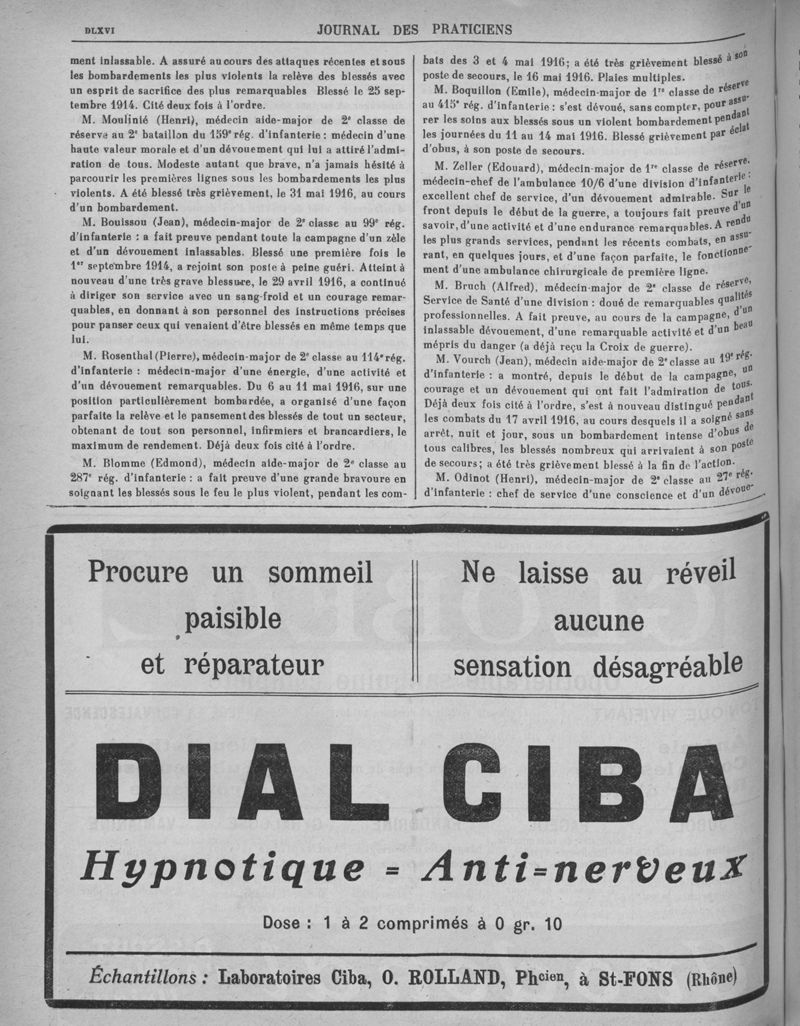 DLXVI
JOURNAL DES PRATICIENS
ment inlassable. A assuré au cours des attaques récentes et sous
les bombardements les plus violents la relève des blessés avec
un esprit de sacrifice des plus remarquables Blessé le 25 sep-
tembre 1914. Cité deux fois à l'ordre.
M. Moulinié (Henri), médecin aide-major de 2e classe de
réserve au 2e bataillon du 159e rég. d'infanterie : médecin d'une
haute valeur morale et d'un dévouement qui lui a attiré l'admi-
ration de tous. Modeste autant que brave, n'a jamais hésité à
parcourir les premières lignes sous les bombardements les plus
violents. A été blessé très grièvement, le 31 mai 1916, au cours
d'un bombardement.
M. Bouissou (Jean), médecin-major de 2e classe au 99e rég.
d'infanterie : a fait preuve pendant toute la campagne d'un zèle
et d'un dévouement inlassables. Blessé une première fois le
1er septembre 1914, a rejoint son poste à peine guéri. Atteint à
nouveau d'une très grave blessure, le 29 avril 1916, a continué
à diriger son service avec un sang-froid et un courage remar-
quables, en donnant à son personnel des instructions précises
pour panser ceux qui venaient d'être blessés en même temps que
lui.
M. Rosenthal (Pierre), médecin-major de 2e classe au 114e rég.
d'infanterie : médecin-major d'une énergie, d'une activité et
d'un dévouement remarquables. Du 6 au 11 mai 1916, sur une
position particulièrement bombardée, a organisé d'une façon
parfaite la relève et le pansement des blessés de tout un secteur,
obtenant de tout son personnel, infirmiers et brancardiers, le
maximum de rendement. Déjà deux fois cité à l'ordre.
M. Blomme (Edmond), médecin aide-major de 2e classe au
287e rég. d'infanterie : a fait preuve d'une grande bravoure en
soignant les blessés sous le feu le plus violent, pendant les com-
bats des 3 et 4 mai 1916; a été très grièvement blessé à son
poste de secours, le 16 mai 1916. Plaies multiples.
M. Boquillon (Emile), médecin-major de 1re classe de réserve
au 415e rég. d'infanterie : s'est dévoué, sans compter, pour assu-
rer les soins aux blessés sous un violent bombardement pendant
les journées du 11 au 14 mai 1916. Blessé grièvement par éclat
d'obus, à son poste de secours.
M. Zeller (Edouard), médecin-major de 1re classe de réserve,
médecin-chef de l'ambulance 10/6 d'une division d'infanterie :
excellent chef de service, d'un dévouement admirable. Sur le
front depuis le début de la guerre, a toujours fait preuve d'un
savoir, d'une activité et d'une endurance remarquables. A rendu
les plus grands services, pendant les récents combats, en assu-
rant, en quelques jours, et d'une façon parfaite, le fonctionne-
ment d'une ambulance chirurgicale de première ligne.
M. Bruch (Alfred), médecin-major de 2e classe de réserve,
Service de Santé d'une division : doué de remarquables qualités
professionnelles. A fait preuve, au cours de la campagne, d'un
inlassable dévouement, d'une remarquable activité et d'un beau
mépris du danger (a déjà reçu la Croix de guerre).
M. Vourch (Jean), médecin aide-major de 2e classe au 19e rég.
d'infanterie : a montré, depuis le début de la campagne, un
courage et un dévouement qui ont fait l'admiration de tous.
Déjà deux fois cité à l'ordre, s'est à nouveau distingué pendant
les combats du 17 avril 1916, au cours desquels il a soigné sans
arrêt, nuit et jour, sous un bombardement intense d'obus de
tous calibres, les blessés nombreux qui arrivaient à son poste
de secours; a été très grièvement blessé à la fin de l'action.
M. Odinot (Henri), médecin-major de 2e classe au 27e rég.
d'infanterie : chef de service d'une conscience et d'un dévoue-
Procure un sommeil
paisible
et réparateur
Ne laisse au réveil
aucune
sensation désagréable
DIAL CIBA
Hypnotique = Anti=nerveux
Dose : 1 à 2 comprimés à 0 gr. 10
Échantillons : Laboratoires Ciba, O. ROLLAND, Phcien, à St-FONS (Rhône)